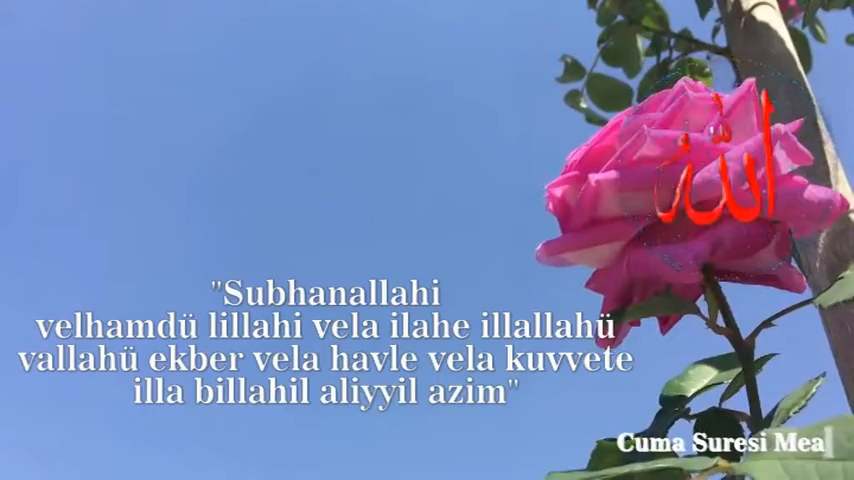 الله
"Subhanallahi
velhamdü lillahi vela ilahe illallahü
vallahü ekber vela havle vela kuvvete
illa billahil aliyyil azim"
Cuma Suresi Mea